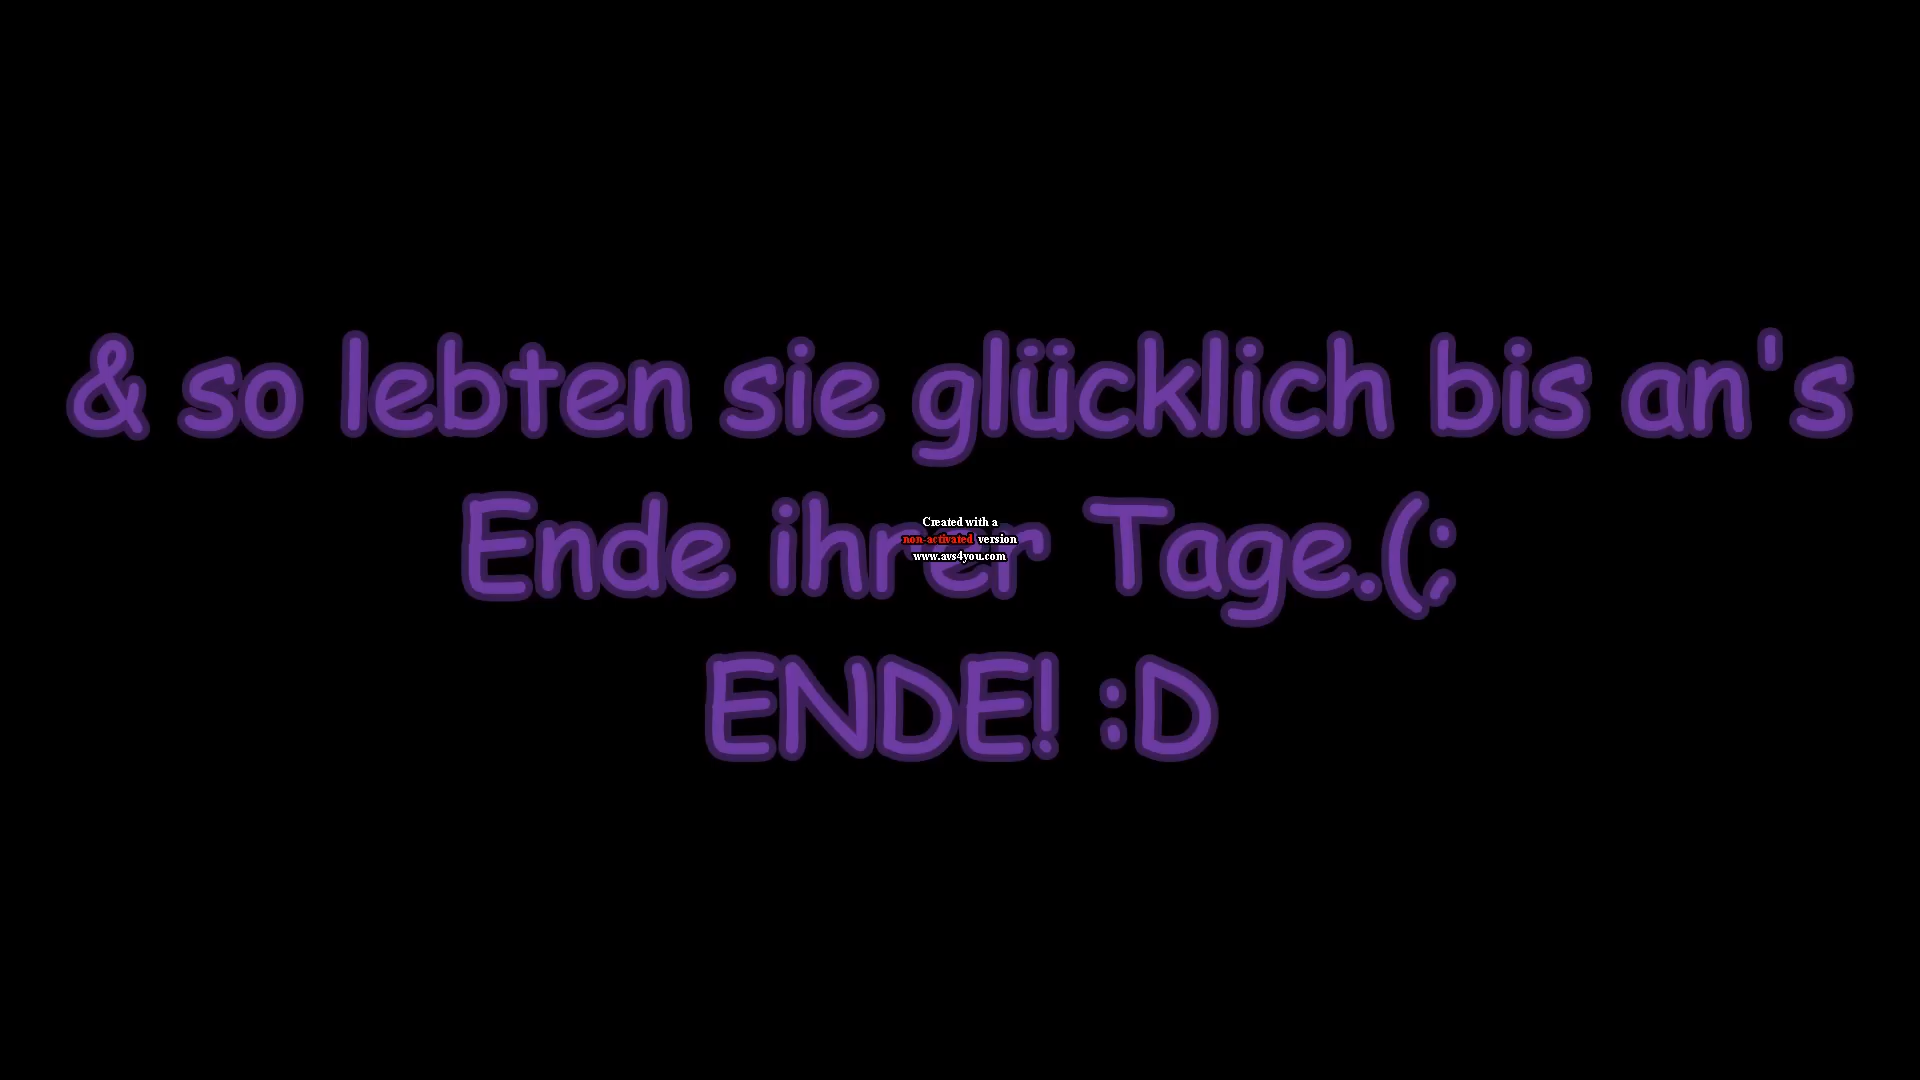 & so lebten sie glücklich bis an's
Ende ihrer Tage.(;
Created with a
non-activated version
www.avs4you.com
ENDE! :D